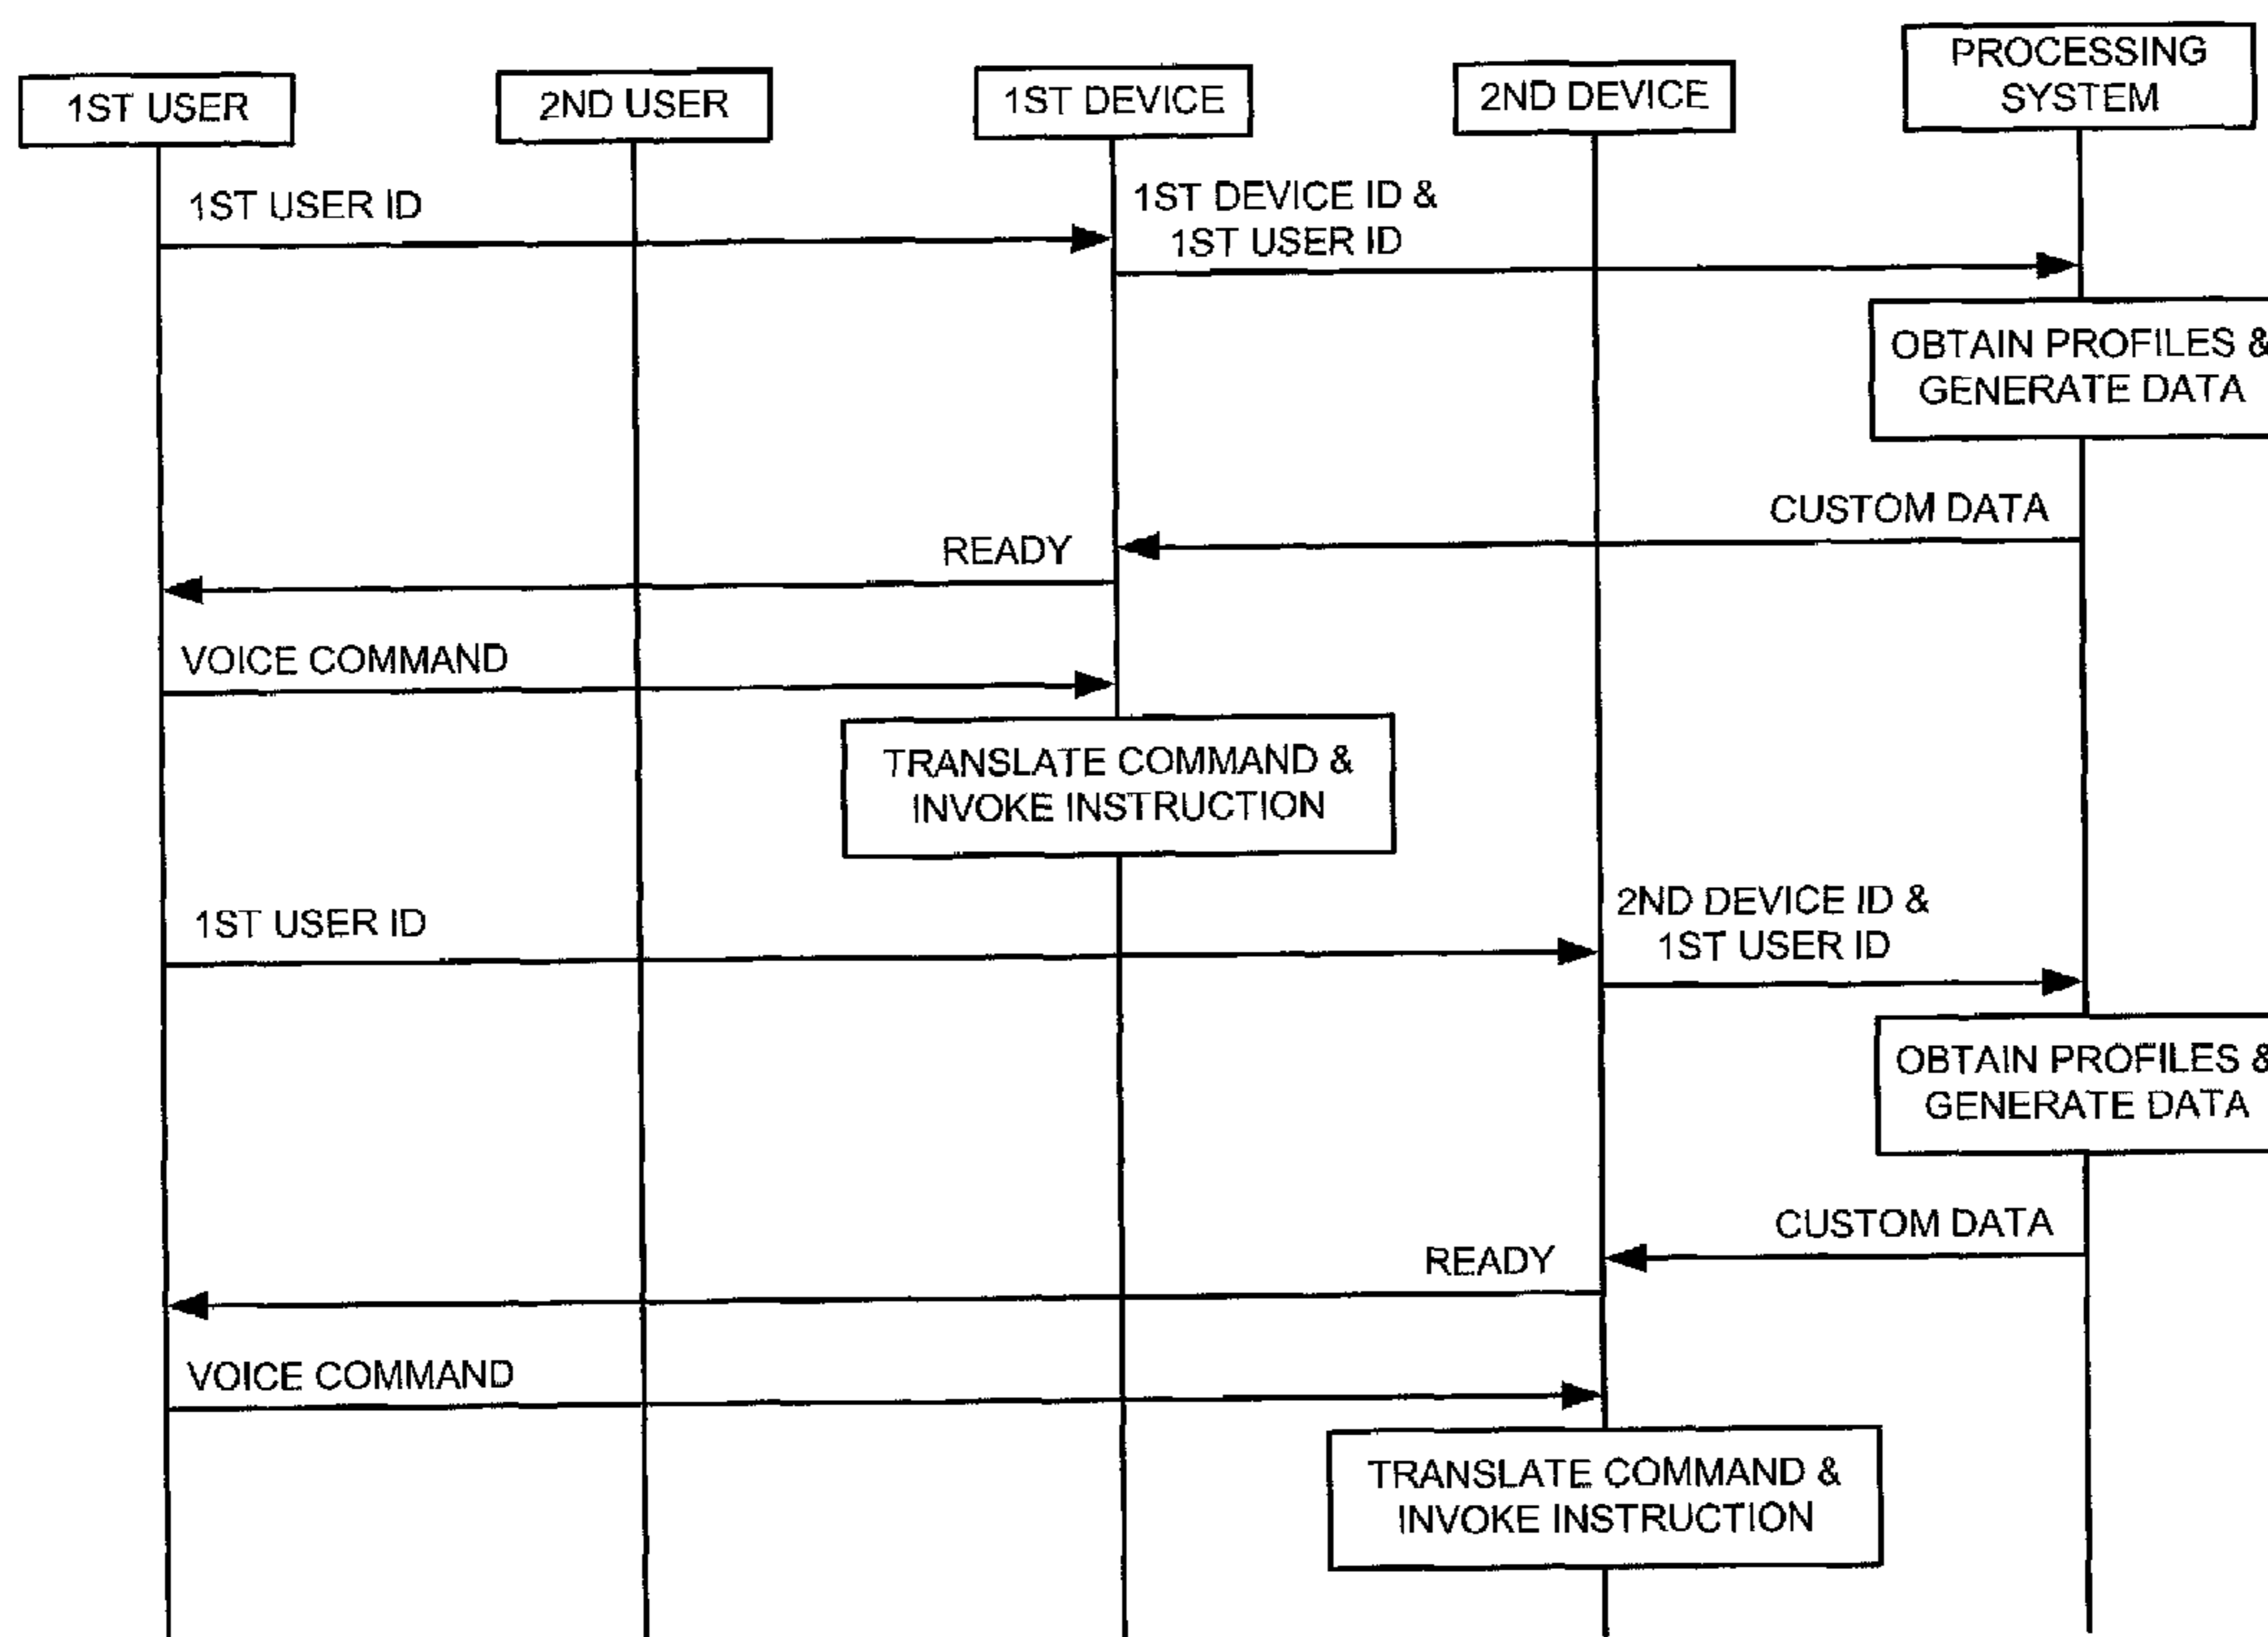 1ST USER
2ND USER
1ST DEVICE
2ND DEVICE
PROCESSING
SYSTEM
1ST USER ID
1ST DEVICE ID &
1ST USER ID
OBTAIN PROFILES &
GENERATE DATA
CUSTOM DATA
READY
VOICE COMMAND
TRANSLATE COMMAND &
INVOKE INSTRUCTION
1ST USER ID
2ND DEVICE ID &
1ST USER ID
OBTAIN PROFILES &
GENERATE DATA
CUSTOM DATA
READY
VOICE COMMAND
TRANSLATE COMMAND &
INVOKE INSTRUCTION